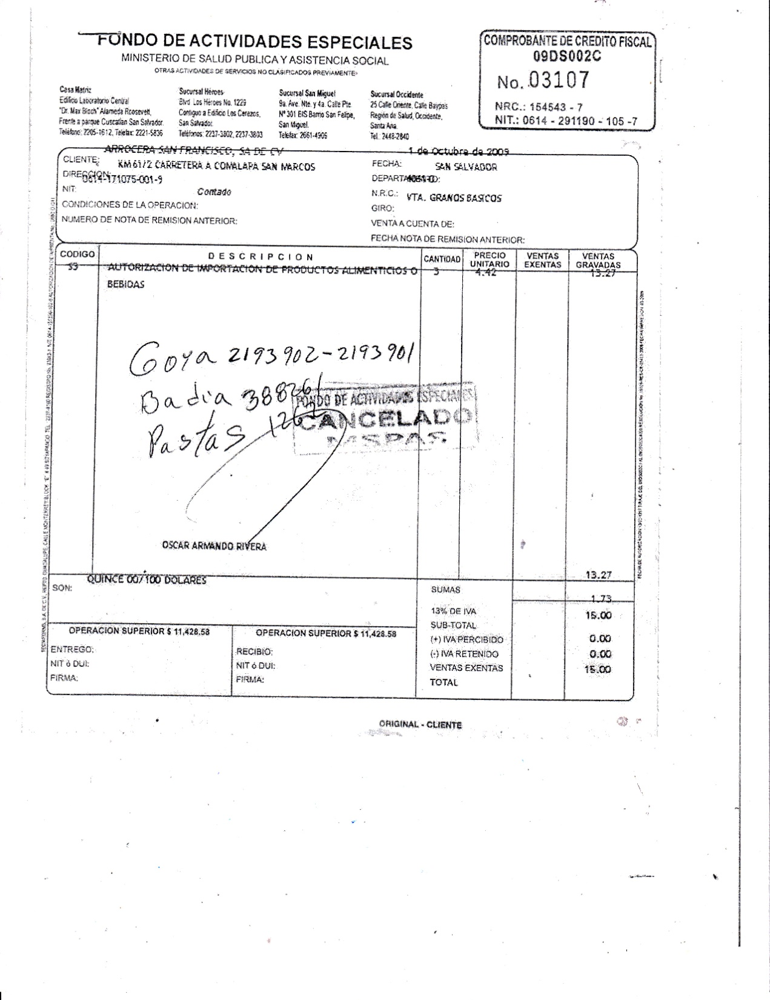 FONDO DE ACTIVIDADES ESPECIALES
MINISTERIO DE SALUD PUBLICA Y ASISTENCIA SOCIAL
OTRAS ACTIVIDADES DE SERVICIOS NO CLASIFICADOS PREVIAMENTE
COMPROBANTE DE CREDITO FISCAL
09DS002C
No. 03107
NRC.: 154543 - 7
NIT.: 0614 - 291190 - 105 -7
Casa Matriz
Edificio Laboratorio Central
"Dr. Max Bloch" Alameda Roosevelt,
Frente a parque Cuscatlan San Salvador.
Teléfono: 2205-1612, Telefax: 2221-5836
Sucursal Héroes
Blvd Los Héroes No. 1229
Contiguo a Edificio Los Cerezos,
San Salvador.
Teléfonos: 2237-3802, 2237-3803
Sucursal San Miguel
9a. Ave. Nte. y 4a. Calle Pte.
N° 301 BIS Barrio San Felipe,
San Miguel.
Telefax: 2661-4909
Sucursal Occidente
25 Calle Oriente, Calle Baypas
Región de Salud, Occidente,
Santa Ana.
Tel.: 2448-2840
ARROCERA SAN FRANCISCO, SA DE CV
1 de Octubre de 2009
CLIENTE:
KM 61/2 CARRETERA A COMALAPA SAN MARCOS
FECHA:
SAN SALVADOR
DIRECCION:
0614-171075-001-9
DEPARTAMENTO:
NIT:
Contado
N.R.C.:
VTA. GRANOS BASICOS
CONDICIONES DE LA OPERACION:
GIRO:
NUMERO DE NOTA DE REMISION ANTERIOR:
VENTA A CUENTA DE:
FECHA NOTA DE REMISION ANTERIOR:
CODIGO DESCRIPCION CANTIDAD PRECIO UNITARIO VENTAS EXENTAS VENTAS GRAVADAS
53 AUTORIZACION DE IMPORTACION DE PRODUCTOS ALIMENTICIOS O 3 4.42 13.27
BEBIDAS
Goya 2193902-2193901
Badia 38826
FONDO DE ACTIVIDADES ESPECIALES
CANCELADO
MSPAS.
Pastas
OSCAR ARMANDO RIVERA
QUINCE 00/100 DOLARES
SON:
13.27
SUMAS
1.73
13% DE IVA
15.00
SUB-TOTAL
(+) IVA PERCIBIDO
0.00
(-) IVA RETENIDO
0.00
VENTAS EXENTAS
15.00
TOTAL
OPERACION SUPERIOR $ 11,428.58
ENTREGO:
NIT ó DUI:
FIRMA:
OPERACION SUPERIOR $ 11,428.58
RECIBIO:
NIT ó DUI:
FIRMA:
ORIGINAL - CLIENTE